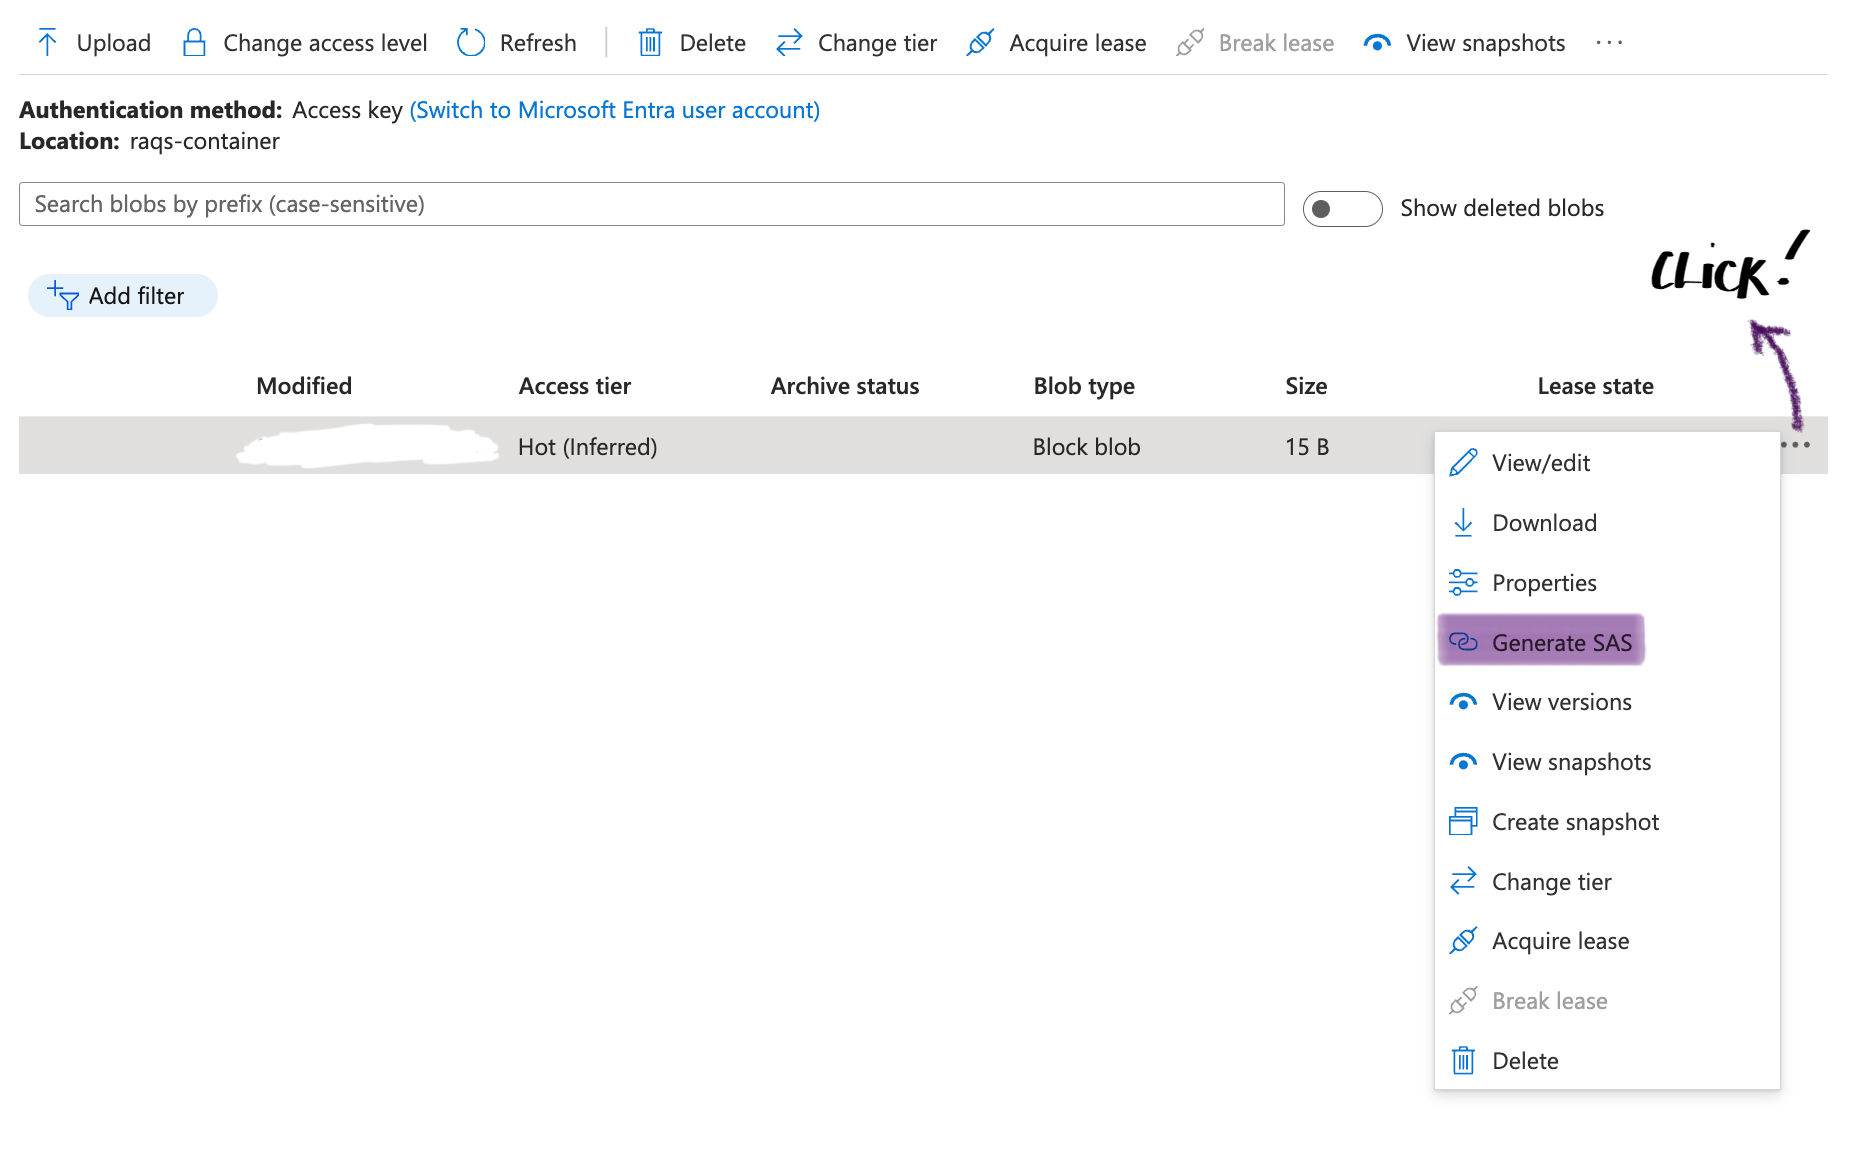 Upload Change access level Refresh Delete Change tier Acquire lease Break lease View snapshots ···
Authentication method: Access key (Switch to Microsoft Entra user account)
Location: raqs-container
Search blobs by prefix (case-sensitive)
Show deleted blobs
CLiCK!
Add filter
Modified Access tier Archive status Blob type Size Lease state
Hot (Inferred) Block blob 15 B ···
View/edit
Download
Properties
Generate SAS
View versions
View snapshots
Create snapshot
Change tier
Acquire lease
Break lease
Delete